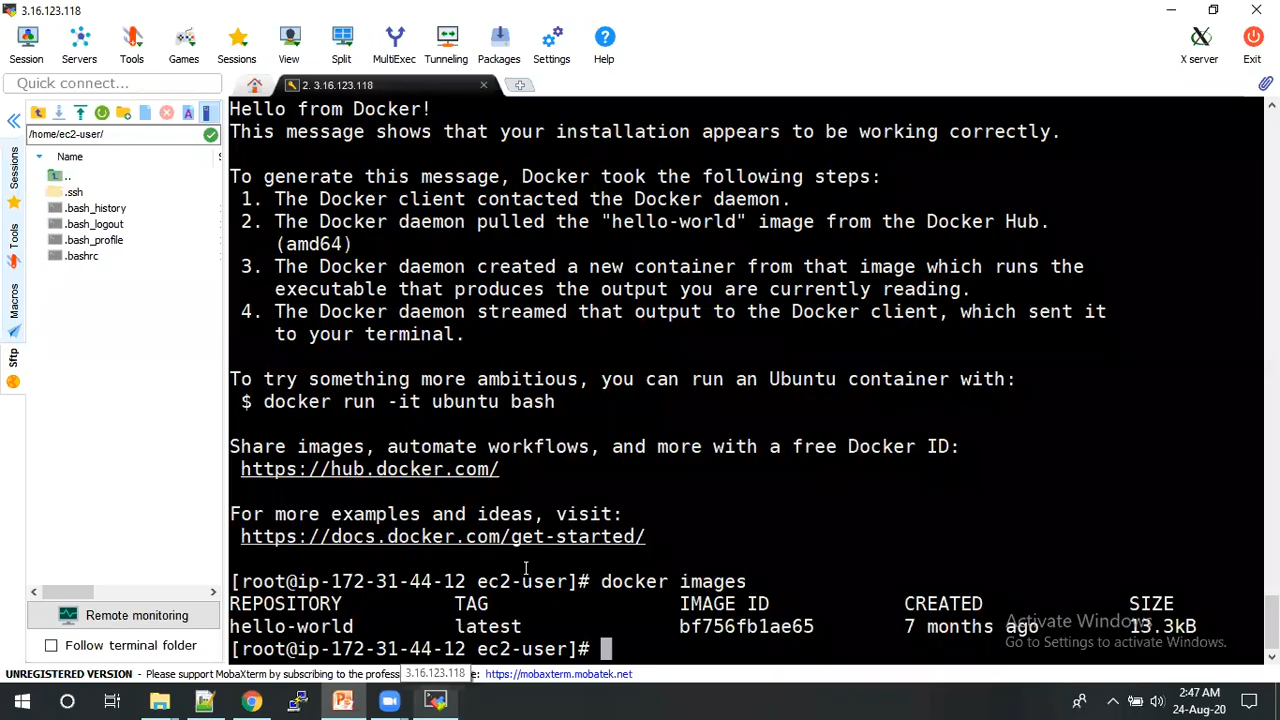 3.16.123.118
Session Servers Tools Games Sessions View Split MultiExec Tunneling Packages Settings Help X server Exit
Quick connect...
2. 3.16.123.118
/home/ec2-user/
Name
..
.ssh
.bash_history
.bash_logout
.bash_profile
.bashrc
Sessions
Tools
Macros
Sftp
Remote monitoring
Follow terminal folder
Hello from Docker!
This message shows that your installation appears to be working correctly.
To generate this message, Docker took the following steps:
1. The Docker client contacted the Docker daemon.
2. The Docker daemon pulled the "hello-world" image from the Docker Hub.
(amd64)
3. The Docker daemon created a new container from that image which runs the
executable that produces the output you are currently reading.
4. The Docker daemon streamed that output to the Docker client, which sent it
to your terminal.
To try something more ambitious, you can run an Ubuntu container with:
$ docker run -it ubuntu bash
Share images, automate workflows, and more with a free Docker ID:
https://hub.docker.com/
For more examples and ideas, visit:
https://docs.docker.com/get-started/
[root@ip-172-31-44-12 ec2-user]# docker images
REPOSITORY TAG IMAGE ID CREATED SIZE
hello-world latest bf756fb1ae65 7 months ago 13.3kB
[root@ip-172-31-44-12 ec2-user]#
Activate Windows
Go to Settings to activate Windows.
UNREGISTERED VERSION - Please support MobaXterm by subscribing to the profess 3.16.123.118 e: https://mobaxterm.mobatek.net
2:47 AM
24-Aug-20